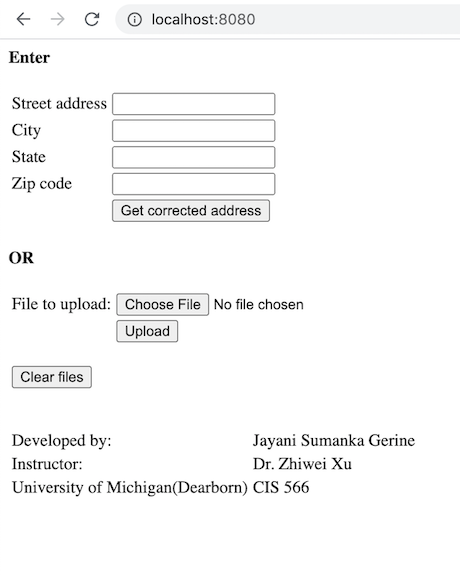 localhost:8080
Enter
Street address
City
State
Zip code
Get corrected address
OR
File to upload: Choose File No file chosen
Upload
Clear files
Developed by: Jayani Sumanka Gerine
Instructor: Dr. Zhiwei Xu
University of Michigan(Dearborn) CIS 566